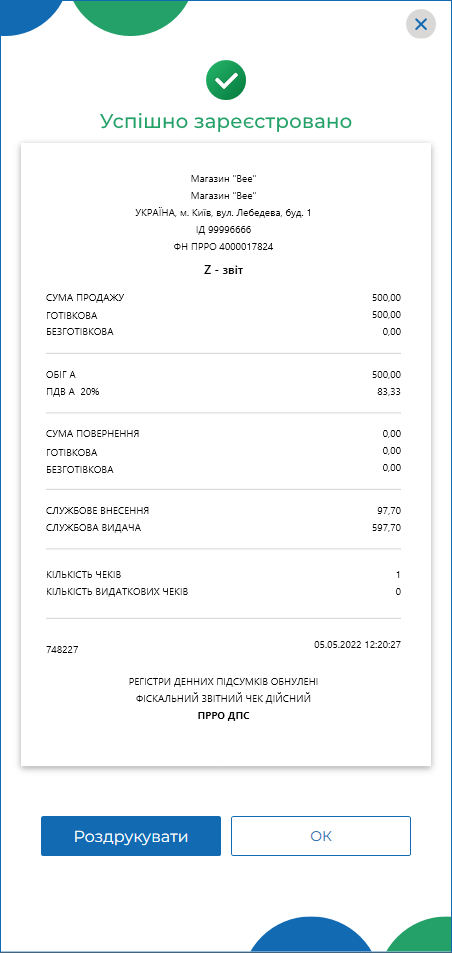 Успішно зареєстровано
Магазин "Вее"
Магазин "Вее"
УКРАЇНА, м. Київ, вул. Лебедева, буд. 1
ІД 99996666
ФН ПРРО 4000017824
Z - звіт
СУМА ПРОДАЖУ 500,00
ГОТІВКОВА 500,00
БЕЗГОТІВКОВА 0,00
ОБІГ А 500,00
ПДВ А 20% 83,33
СУМА ПОВЕРНЕННЯ 0,00
ГОТІВКОВА 0,00
БЕЗГОТІВКОВА 0,00
СЛУЖБОВЕ ВНЕСЕННЯ 97,70
СЛУЖБОВА ВИДАЧА 597,70
КІЛЬКІСТЬ ЧЕКІВ 1
КІЛЬКІСТЬ ВИДАТКОВИХ ЧЕКІВ 0
748227 05.05.2022 12:20:27
РЕГІСТРИ ДЕННИХ ПІДСУМКІВ ОБНУЛЕНІ
ФІСКАЛЬНИЙ ЗВІТНИЙ ЧЕК ДІЙСНИЙ
ПРРО ДПС
Роздрукувати ОК